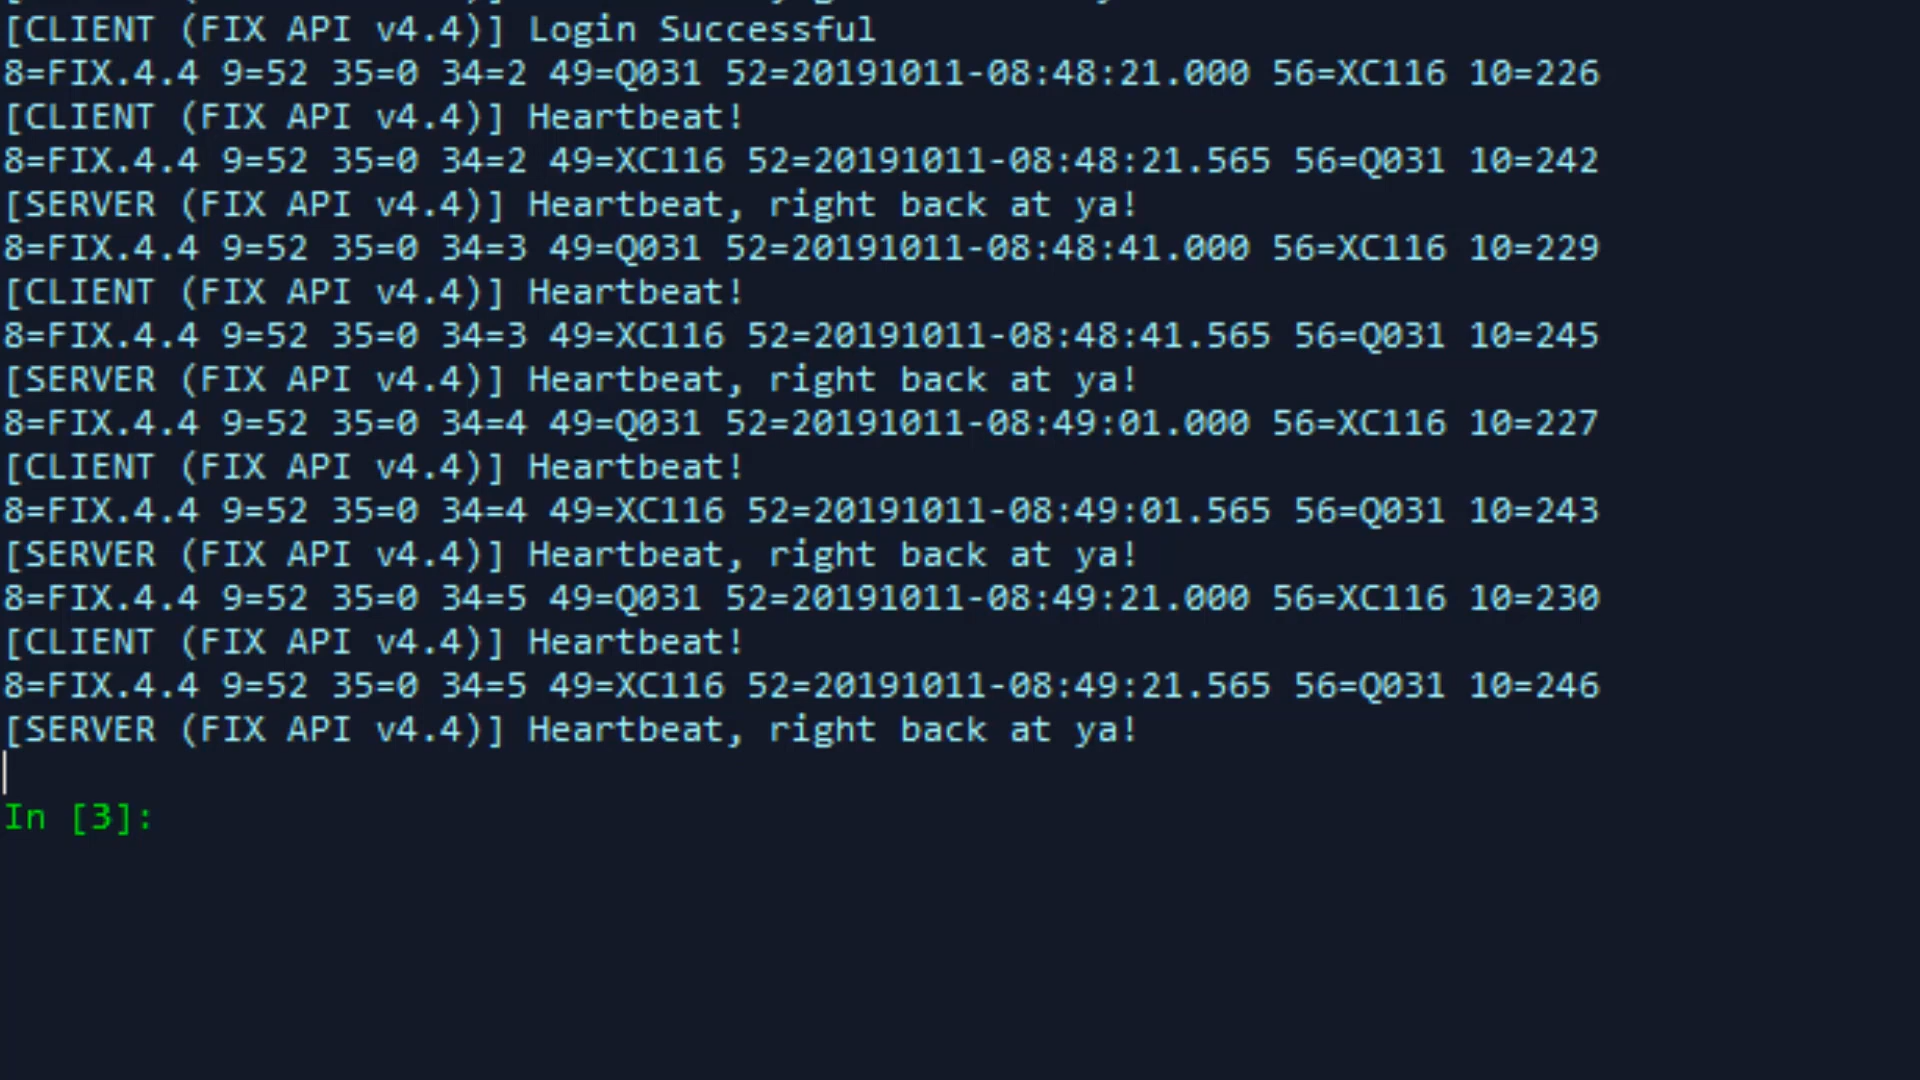 [CLIENT (FIX API v4.4)] Login Successful
8=FIX.4.4 9=52 35=0 34=2 49=Q031 52=20191011-08:48:21.000 56=XC116 10=226
[CLIENT (FIX API v4.4)] Heartbeat!
8=FIX.4.4 9=52 35=0 34=2 49=XC116 52=20191011-08:48:21.565 56=Q031 10=242
[SERVER (FIX API v4.4)] Heartbeat, right back at ya!
8=FIX.4.4 9=52 35=0 34=3 49=Q031 52=20191011-08:48:41.000 56=XC116 10=229
[CLIENT (FIX API v4.4)] Heartbeat!
8=FIX.4.4 9=52 35=0 34=3 49=XC116 52=20191011-08:48:41.565 56=Q031 10=245
[SERVER (FIX API v4.4)] Heartbeat, right back at ya!
8=FIX.4.4 9=52 35=0 34=4 49=Q031 52=20191011-08:49:01.000 56=XC116 10=227
[CLIENT (FIX API v4.4)] Heartbeat!
8=FIX.4.4 9=52 35=0 34=4 49=XC116 52=20191011-08:49:01.565 56=Q031 10=243
[SERVER (FIX API v4.4)] Heartbeat, right back at ya!
8=FIX.4.4 9=52 35=0 34=5 49=Q031 52=20191011-08:49:21.000 56=XC116 10=230
[CLIENT (FIX API v4.4)] Heartbeat!
8=FIX.4.4 9=52 35=0 34=5 49=XC116 52=20191011-08:49:21.565 56=Q031 10=246
[SERVER (FIX API v4.4)] Heartbeat, right back at ya!
In [3]: